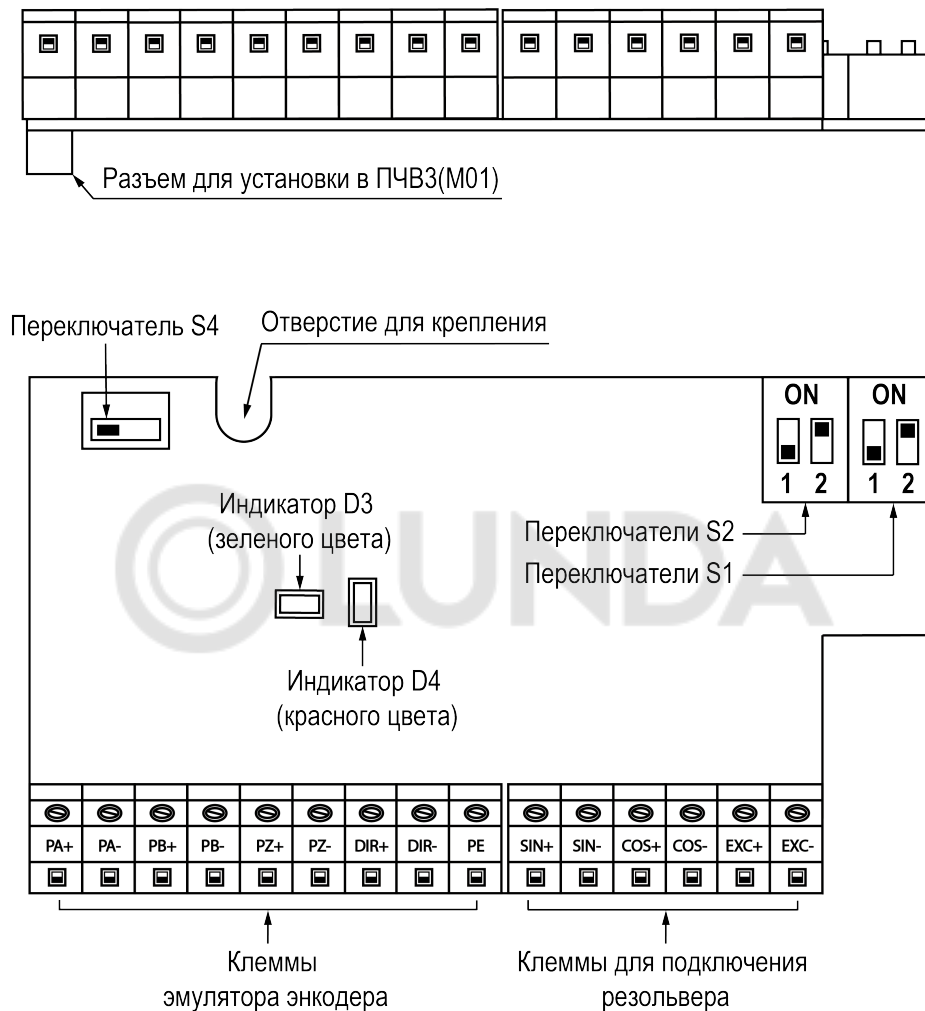 Разъем для установки в ПЧВ3(М01)
Переключатель S4
Отверстие для крепления
ON
ON
1 2
1 2
Индикатор D3
(зеленого цвета)
Переключатели S2
Переключатели S1
LUNDA
Индикатор D4
(красного цвета)
PA+ PA- PB+ PB- PZ+ PZ- DIR+ DIR- PE SIN+ SIN- COS+ COS- EXC+ EXC-
Клеммы
эмулятора энкодера
Клеммы для подключения
резольвера